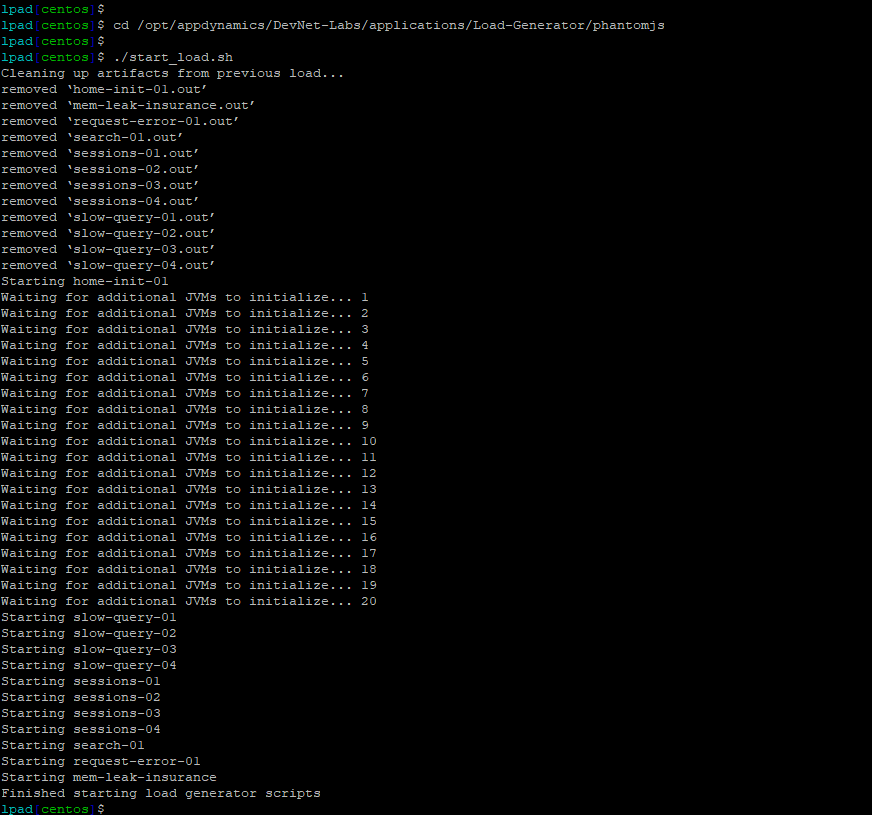 lpad|centos|$
lpad|centos|$ cd /opt/appdynamics/DevNet-Labs/applications/Load-Generator/phantomjs
lpad|centos|$
lpad|centos|$ ./start_load.sh
Cleaning up artifacts from previous load...
removed ‘home-init-01.out’
removed ‘mem-leak-insurance.out’
removed ‘request-error-01.out’
removed ‘search-01.out’
removed ‘sessions-01.out’
removed ‘sessions-02.out’
removed ‘sessions-03.out’
removed ‘sessions-04.out’
removed ‘slow-query-01.out’
removed ‘slow-query-02.out’
removed ‘slow-query-03.out’
removed ‘slow-query-04.out’
Starting home-init-01
Waiting for additional JVMs to initialize... 1
Waiting for additional JVMs to initialize... 2
Waiting for additional JVMs to initialize... 3
Waiting for additional JVMs to initialize... 4
Waiting for additional JVMs to initialize... 5
Waiting for additional JVMs to initialize... 6
Waiting for additional JVMs to initialize... 7
Waiting for additional JVMs to initialize... 8
Waiting for additional JVMs to initialize... 9
Waiting for additional JVMs to initialize... 10
Waiting for additional JVMs to initialize... 11
Waiting for additional JVMs to initialize... 12
Waiting for additional JVMs to initialize... 13
Waiting for additional JVMs to initialize... 14
Waiting for additional JVMs to initialize... 15
Waiting for additional JVMs to initialize... 16
Waiting for additional JVMs to initialize... 17
Waiting for additional JVMs to initialize... 18
Waiting for additional JVMs to initialize... 19
Waiting for additional JVMs to initialize... 20
Starting slow-query-01
Starting slow-query-02
Starting slow-query-03
Starting slow-query-04
Starting sessions-01
Starting sessions-02
Starting sessions-03
Starting sessions-04
Starting search-01
Starting request-error-01
Starting mem-leak-insurance
Finished starting load generator scripts
lpad|centos|$